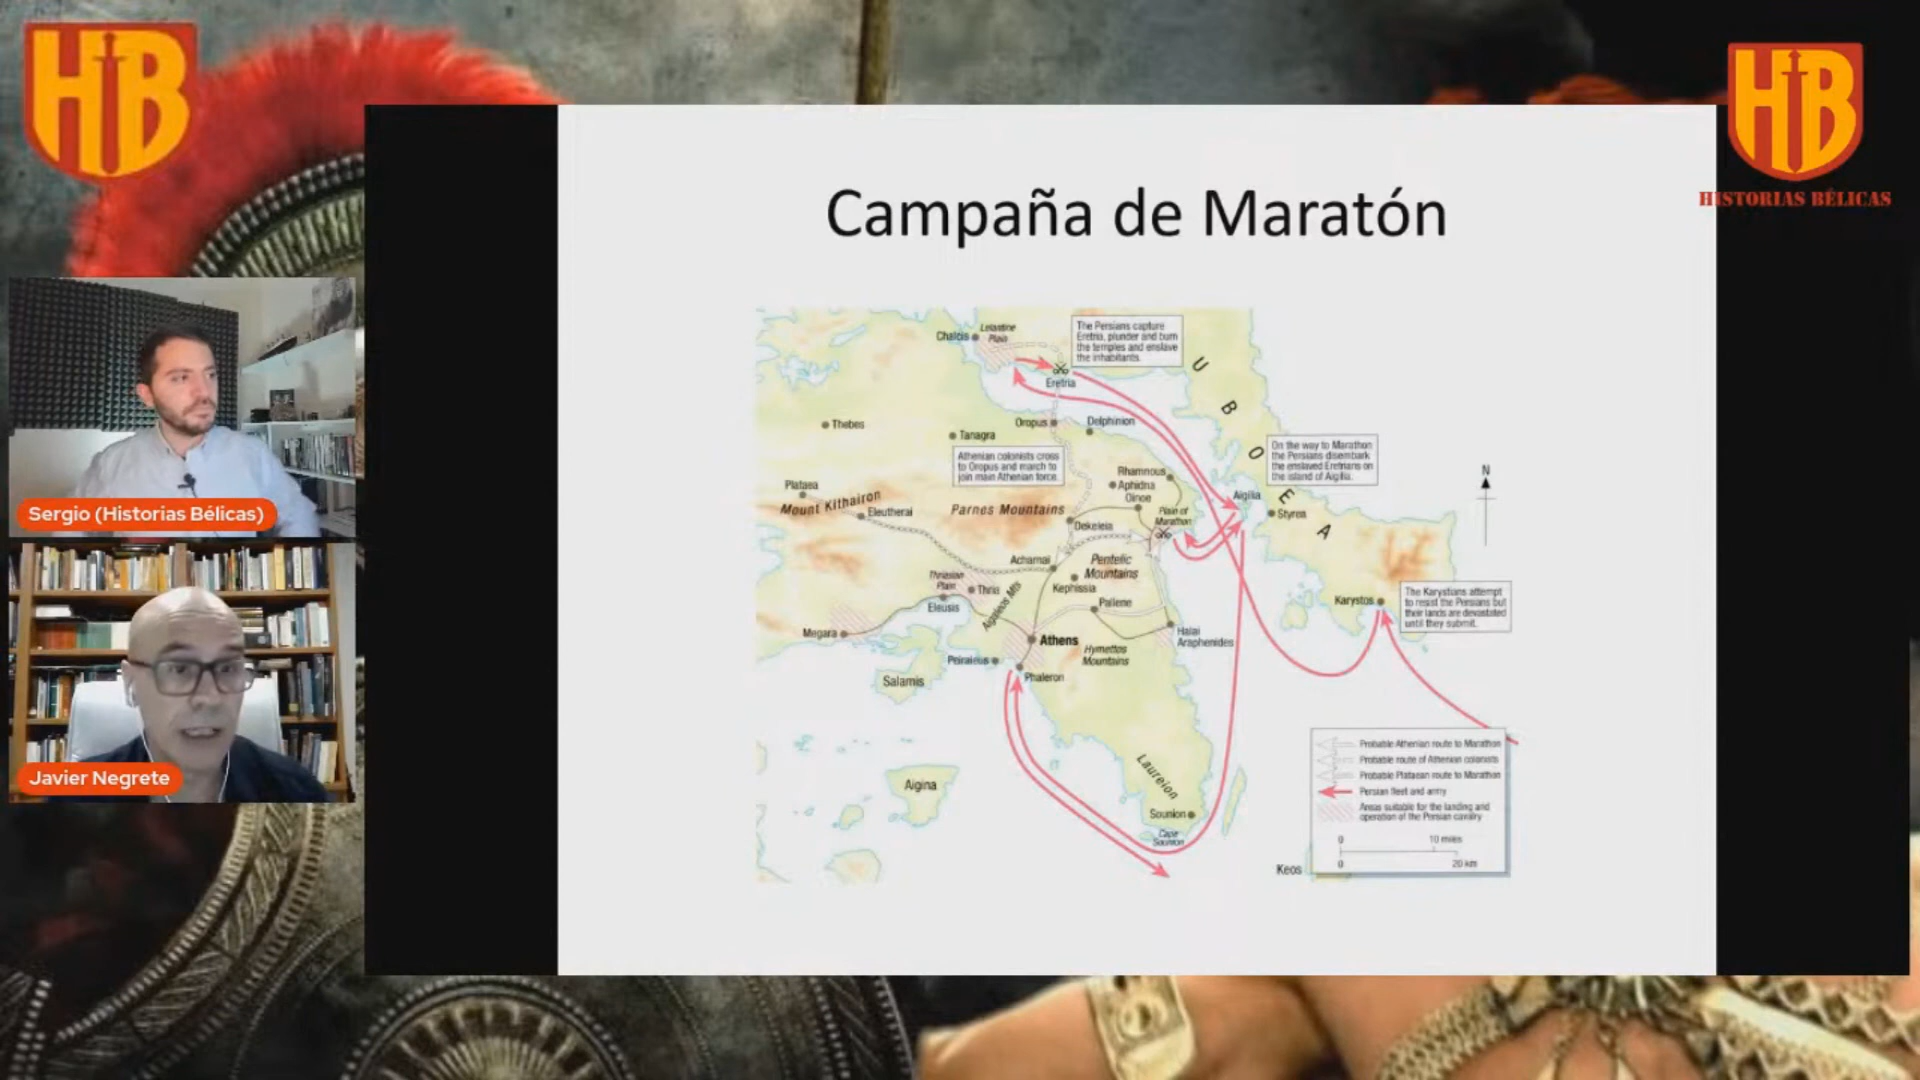 HB
HB
HISTORIAS BÉLICAS
Sergio (Historias Bélicas)
Javier Negrete
Campaña de Maratón
Chalcis
Lelantine
Plain
The Persians capture
Eretria, plunder and burn
the temples and enslave
the inhabitants.
Eretria
U
B
O
E
A
Thebes
Tanagra
Oropus
Delphinion
Athenian colonists cross
to Oropus and march to
join main Athenian force.
On the way to Marathon
the Persians disembark
the enslaved Eretrians on
the island of Aigilia.
N
Rhamnous
Aphidna
Oinoe
Aigilia
Styrea
Plataea
Mount Kithairon
Eleutherai
Parnes Mountains
Plain of
Marathon
Dekeleia
Acharnai
Pentelic
Mountains
Thriasian
Plain
Thria
Kephissia
Eleusis
Aigaleos Mts
Pallene
Karystos
The Karystians attempt
to resist the Persians but
their lands are devastated
until they submit.
Megara
Athens
Halai
Araphenides
Hymettos
Mountains
Peiraieus
Phaleron
Salamis
Aigina
Laureion
Sounion
Cape
Sounion
Keos
Probable Athenian route to Marathon
Probable route of Athenian colonists
Probable Plataean route to Marathon
Persian fleet and army
Areas suitable for the landing and
operation of the Persian cavalry
0 10 miles
0 20 km